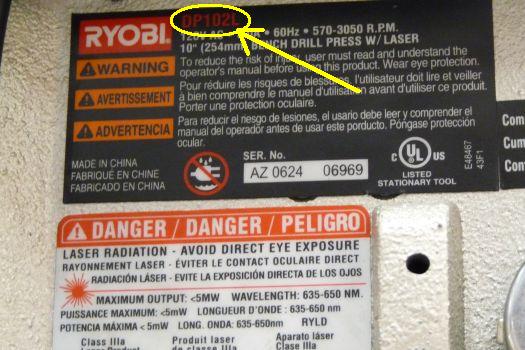 RYOBI DP102L
120V AC • 60Hz • 570-3050 R.P.M.
10" (254mm) BENCH DRILL PRESS W/ LASER
WARNING
To reduce the risk of injury, user must read and understand the
operator's manual before using this product. Wear eye protection.
AVERTISSEMENT
Pour réduire les risques de blessures, l'utilisateur doit lire et veiller
à bien comprendre le manuel d'utilisation avant d'utiliser ce produit.
Porter une protection oculaire.
ADVERTENCIA
Para reducir el riesgo de lesiones, el usario debe leer y comprender el
manual del operador antes de usar este porducto. Póngase protección
ocular.
MADE IN CHINA
FABRIQUÉ EN CHINE
FABRICADO EN CHINA
SER. No.
AZ 0624 06969
UL
LISTED
STATIONARY TOOL
E48467
43F1
Com
Cum
Con
DANGER / DANGER / PELIGRO
LASER RADIATION - AVOID DIRECT EYE EXPOSURE
RAYONNEMENT LASER - ÉVITER LE CONTACT OCULAIRE DIRECT
RADIACIÓN LÁSER - EVITE LA EXPOSICIÓN DIRECTA DE LOS OJOS
MAXIMUM OUTPUT: <5MW WAVELENGTH: 635-650 NM.
PUISSANCE MAXIMUM <5mW LONGUEUR D'ONDE : 635-650 nm
POTENCIA MÁXIMA <5mW LONG. ONDA: 635-650nm RYLD
Class IIIa Produit laser Aparato láser
Laser Product de classe IIIa Clase IIIa